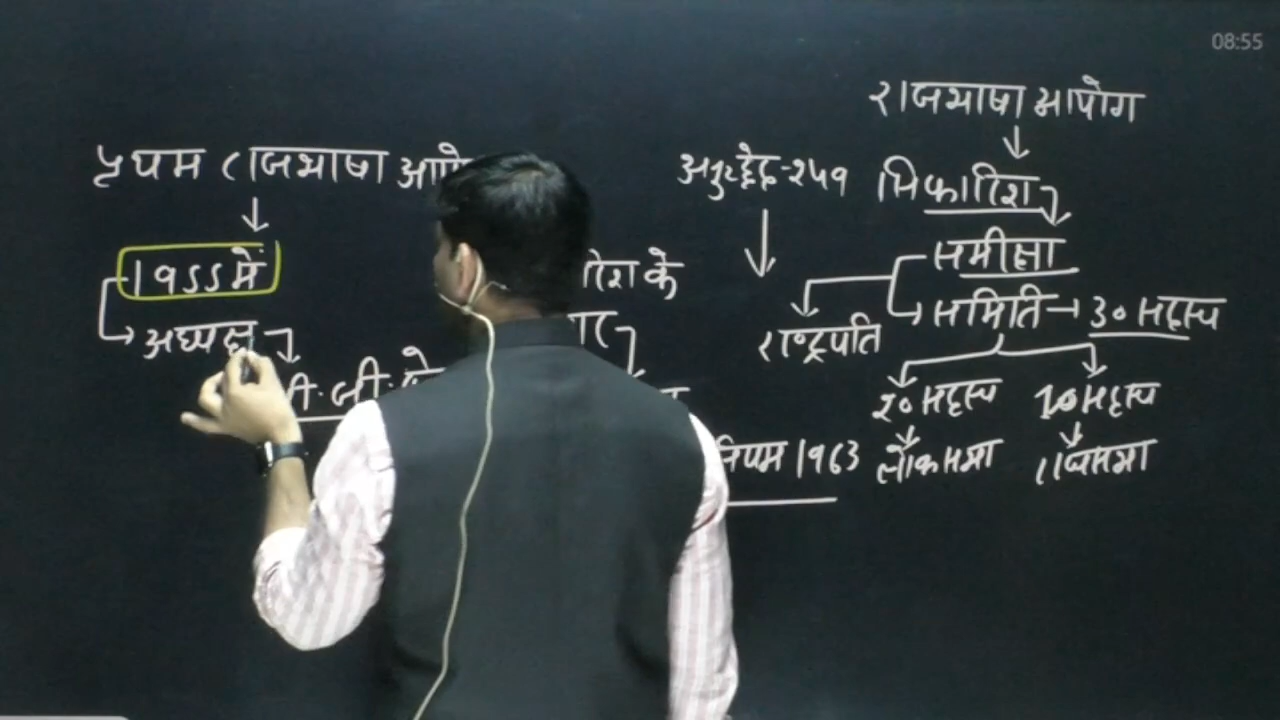 08:55
प्रथम राजभाषा
1955 में
अध्यक्ष
जी.
के
नियम 1963
अनुच्छेद-२५१
राष्ट्रपति
राजभाषा आयोग
सिफारिश
समीक्षा
समिति → 30 सदस्य
20 सदस्य 10 सदस्य
लोकसभा राज्यसभा